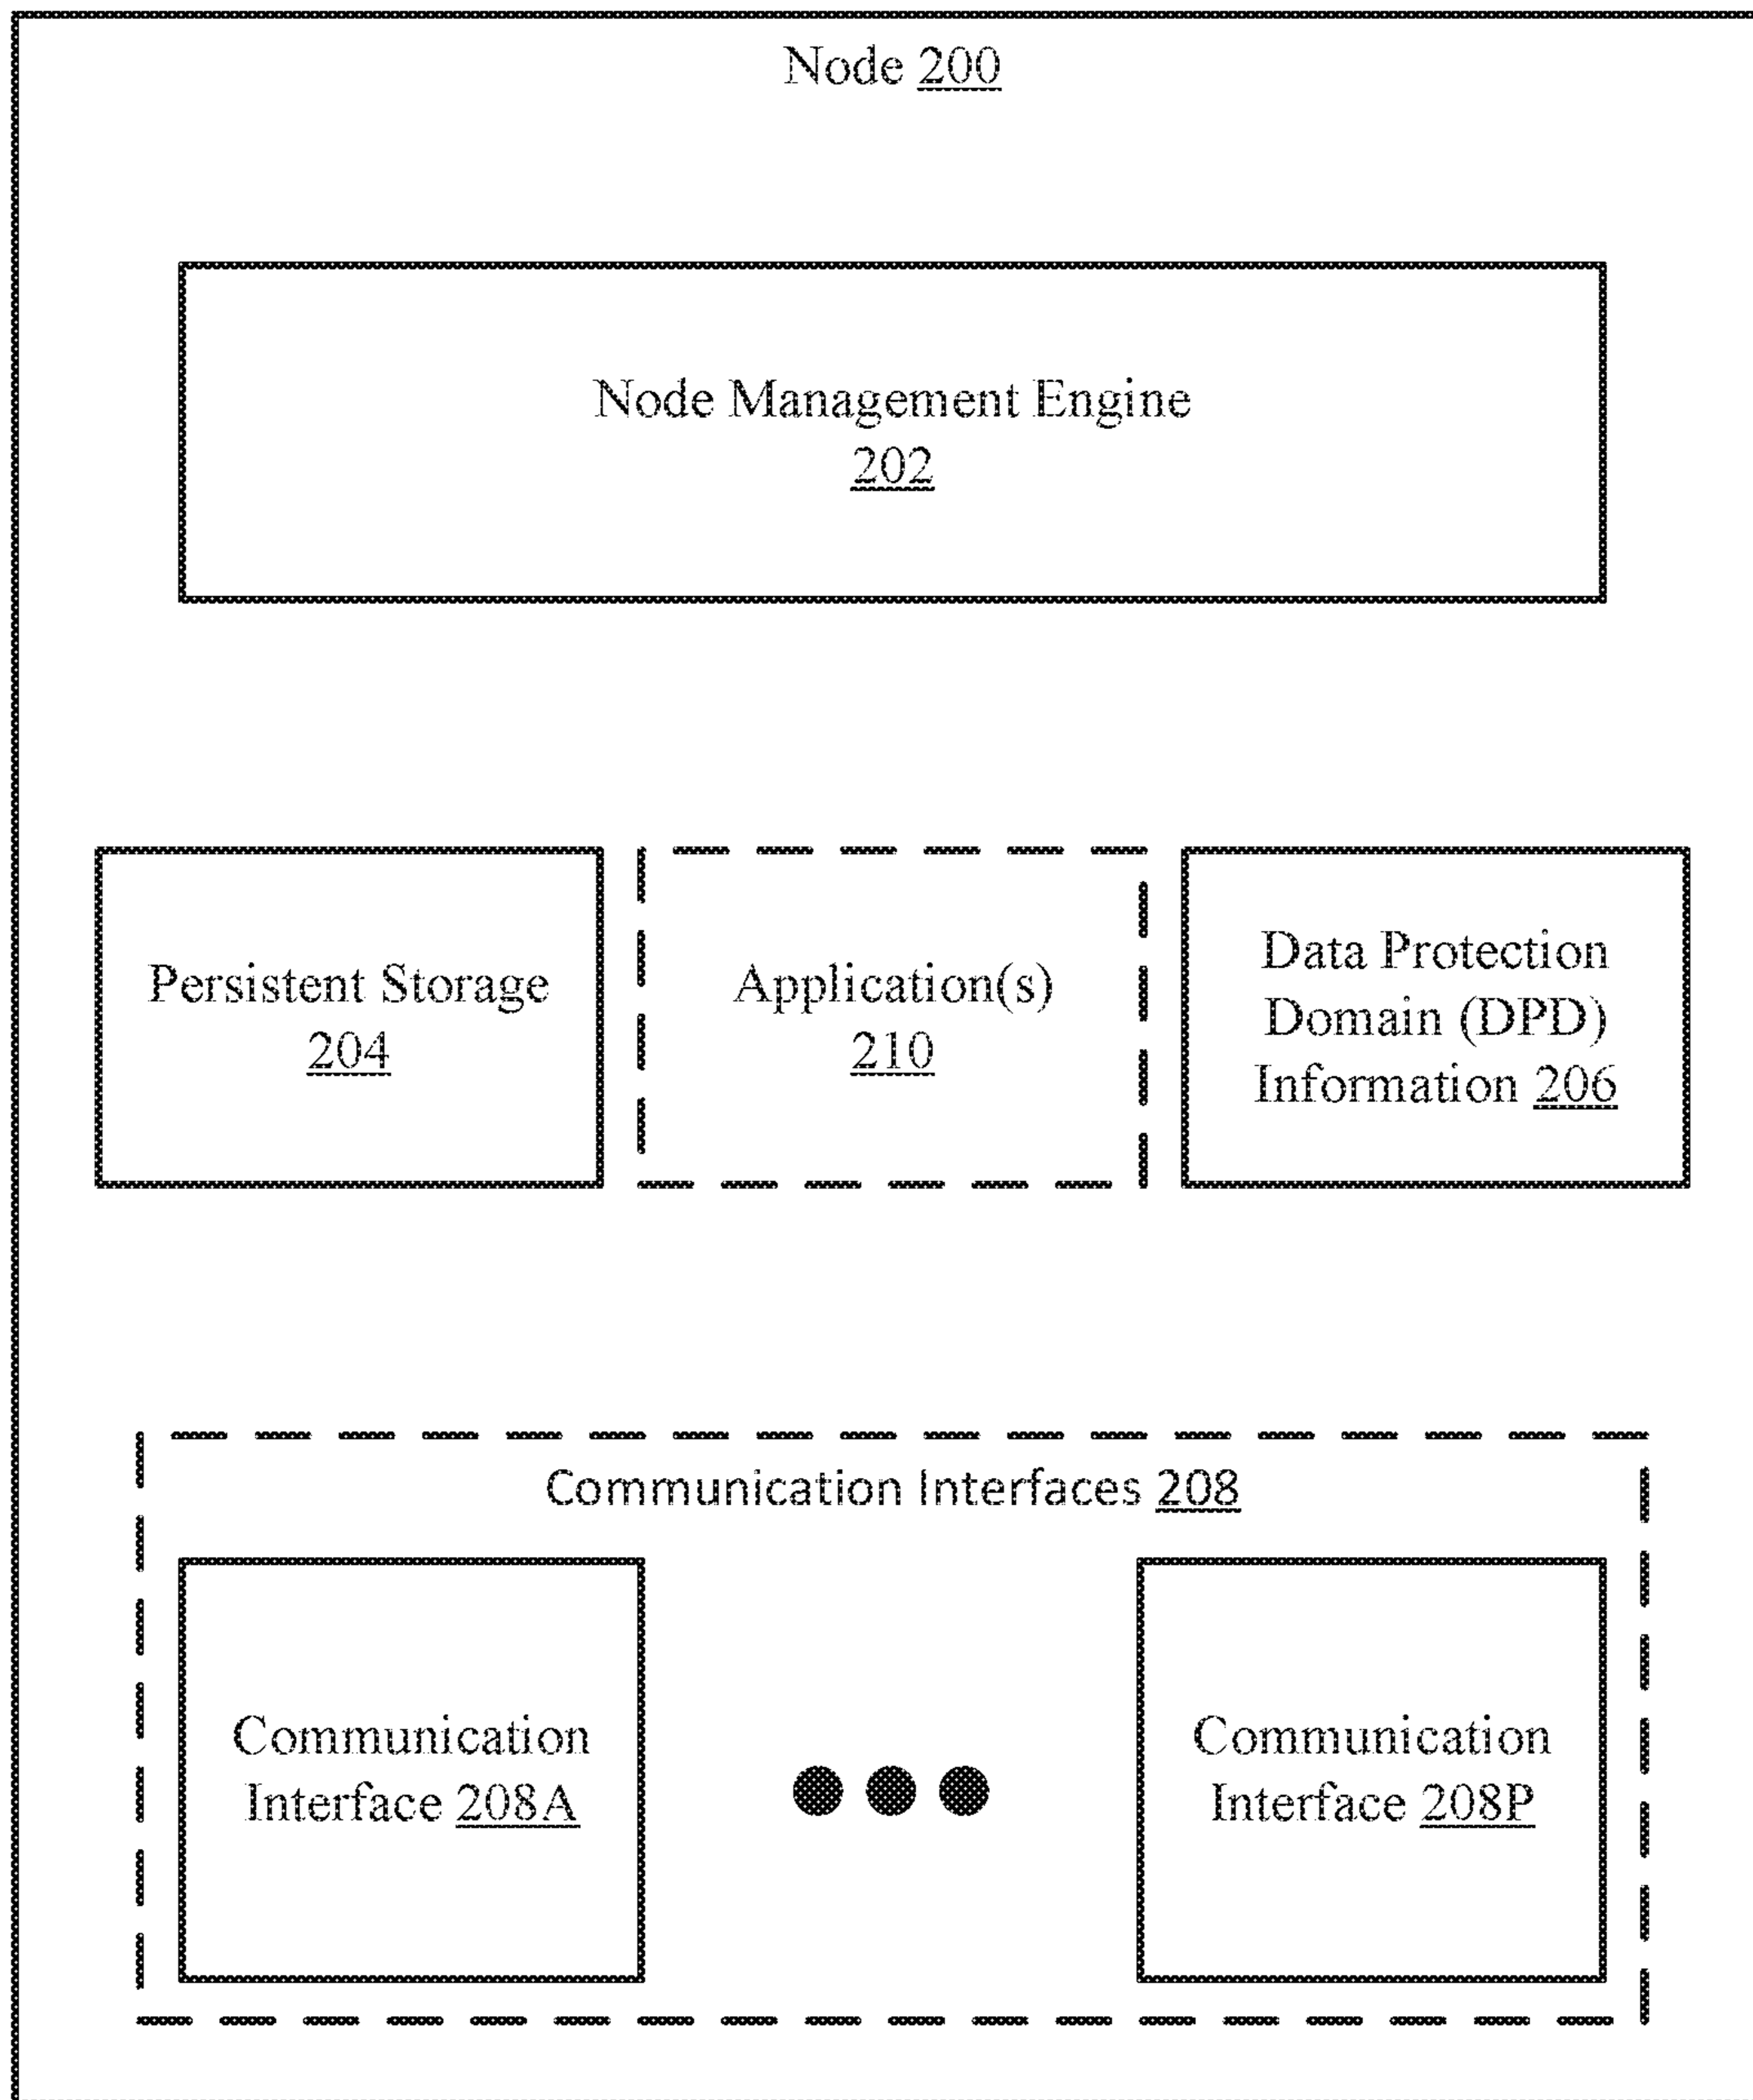 Node 200
Node Management Engine
202
Persistent Storage
204
Application(s)
210
Data Protection
Domain (DPD)
Information 206
Communication Interfaces 208
Communication
Interface 208A
Communication
Interface 208P